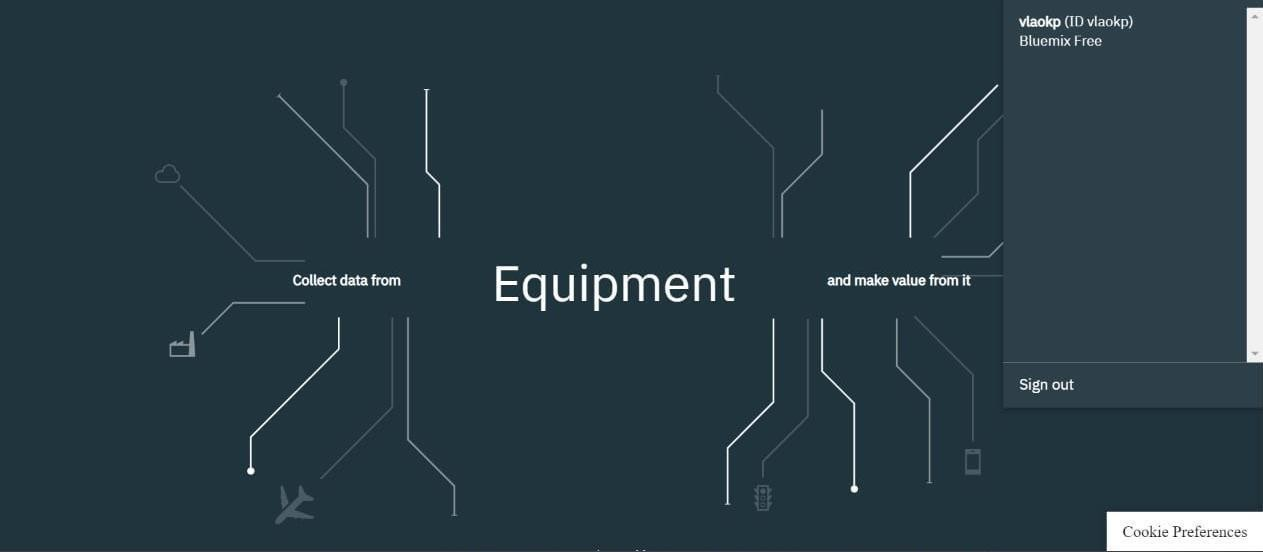 vlaokp (ID vlaokp)
Bluemix Free
Collect data from
Equipment
and make value from it
Sign out
Cookie Preferences